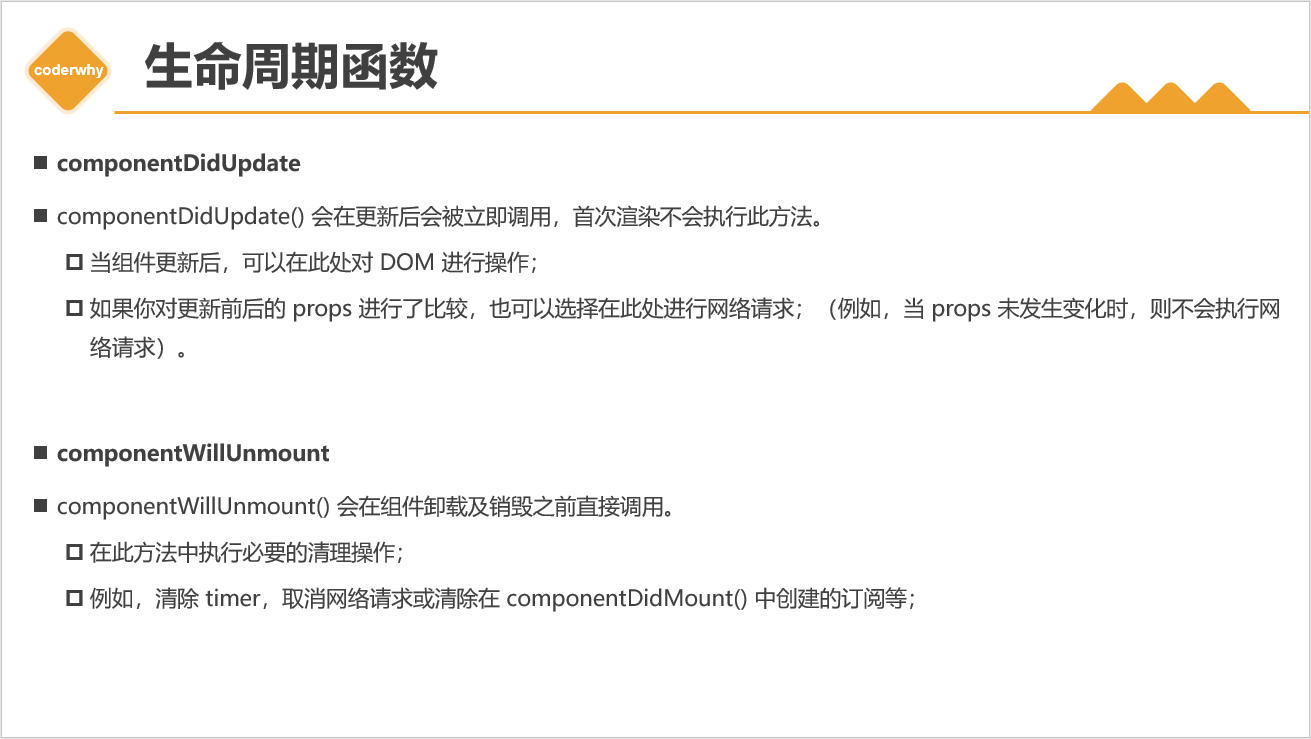 coderwhy
生命周期函数
componentDidUpdate
componentDidUpdate() 会在更新后会被立即调用，首次渲染不会执行此方法。
当组件更新后，可以在此处对 DOM 进行操作；
如果你对更新前后的 props 进行了比较，也可以选择在此处进行网络请求；（例如，当 props 未发生变化时，则不会执行网
络请求）。
componentWillUnmount
componentWillUnmount() 会在组件卸载及销毁之前直接调用。
在此方法中执行必要的清理操作；
例如，清除 timer，取消网络请求或清除在 componentDidMount() 中创建的订阅等；